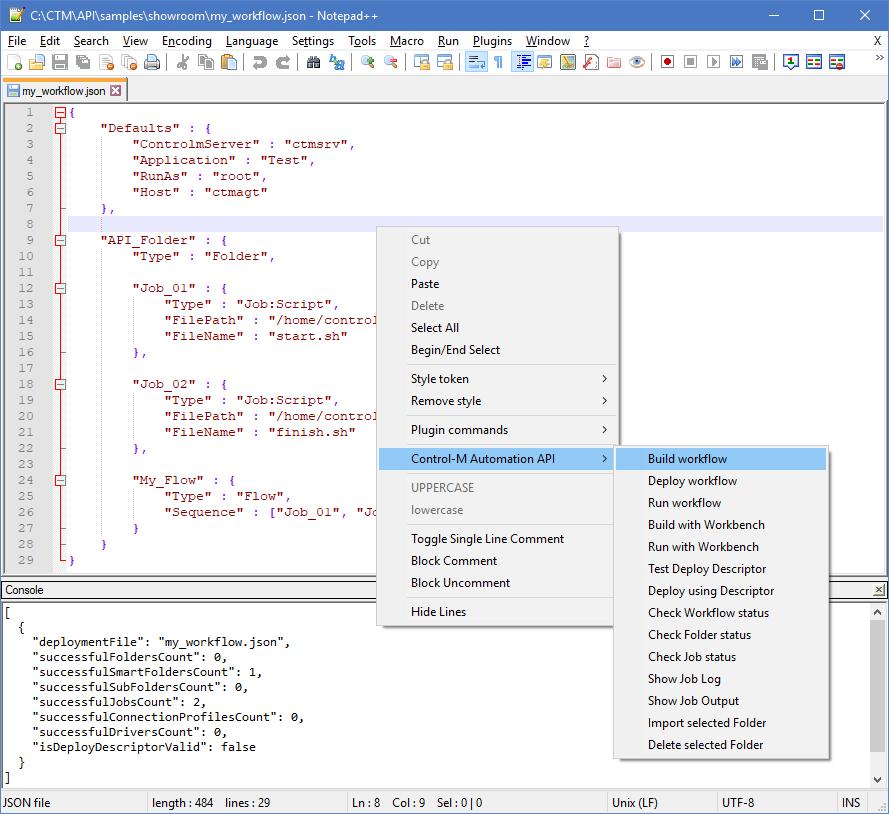 C:\CTM\API\samples\showroom\my_workflow.json - Notepad++
File Edit Search View Encoding Language Settings Tools Macro Run Plugins Window ? X
my_workflow.json
1 {
2 "Defaults" : {
3 "ControlmServer" : "ctmsrv",
4 "Application" : "Test",
5 "RunAs" : "root",
6 "Host" : "ctmagt"
7 },
8
9 "API_Folder" : {
10 "Type" : "Folder",
11
12 "Job_01" : {
13 "Type" : "Job:Script",
14 "FilePath" : "/home/control
15 "FileName" : "start.sh"
16 },
17
18 "Job_02" : {
19 "Type" : "Job:Script",
20 "FilePath" : "/home/control
21 "FileName" : "finish.sh"
22 },
23
24 "My_Flow" : {
25 "Type" : "Flow",
26 "Sequence" : ["Job_01", "Jo
27 }
28 }
29 }
Cut
Copy
Paste
Delete
Select All
Begin/End Select
Style token
Remove style
Plugin commands
Control-M Automation API
UPPERCASE
lowercase
Toggle Single Line Comment
Block Comment
Block Uncomment
Hide Lines
Build workflow
Deploy workflow
Run workflow
Build with Workbench
Run with Workbench
Test Deploy Descriptor
Deploy using Descriptor
Check Workflow status
Check Folder status
Check Job status
Show Job Log
Show Job Output
Import selected Folder
Delete selected Folder
Console
[
{
"deploymentFile": "my_workflow.json",
"successfulFoldersCount": 0,
"successfulSmartFoldersCount": 1,
"successfulSubFoldersCount": 0,
"successfulJobsCount": 2,
"successfulConnectionProfilesCount": 0,
"successfulDriversCount": 0,
"isDeployDescriptorValid": false
}
]
JSON file length : 484 lines : 29 Ln : 8 Col : 9 Sel : 0 | 0 Unix (LF) UTF-8 INS